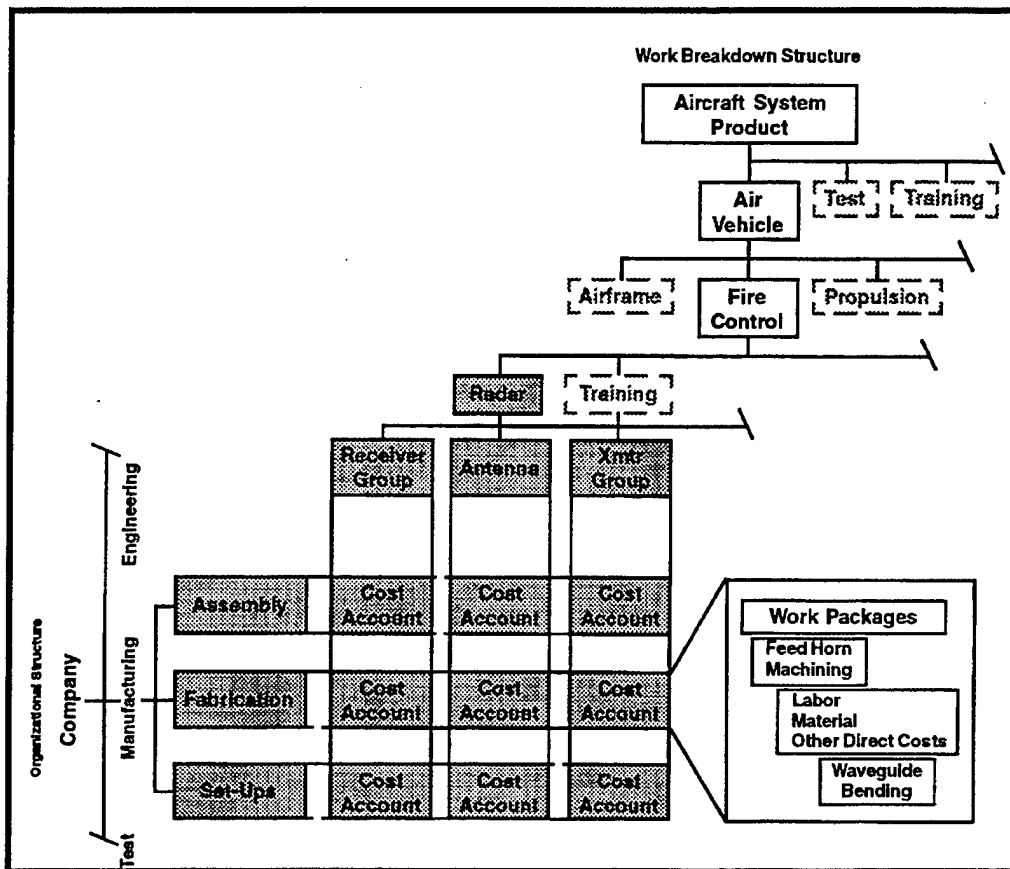 Work Breakdown Structure
Aircraft System
Product
Air
Vehicle
Test
Training
Airframe
Fire
Control
Propulsion
Radar
Training
Receiver
Group
Antenna
Xmtr
Group
Organizational Structure
Company
Engineering
Manufacturing
Test
Assembly
Cost
Account
Cost
Account
Cost
Account
Fabrication
Cost
Account
Cost
Account
Cost
Account
Set-Ups
Cost
Account
Cost
Account
Cost
Account
Work Packages
Feed Horn
Machining
Labor
Material
Other Direct Costs
Waveguide
Bending